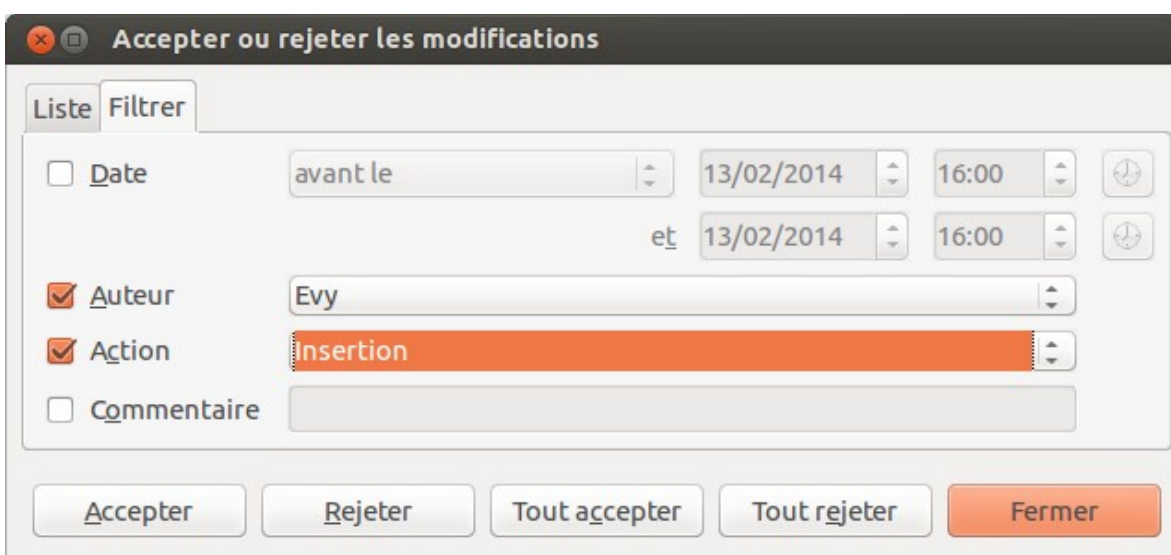 Accepter ou rejeter les modifications
Liste Filtrer
Date avant le 13/02/2014 16:00
et 13/02/2014 16:00
Auteur Evy
Action Insertion
Commentaire
Accepter Rejeter Tout accepter Tout rejeter Fermer